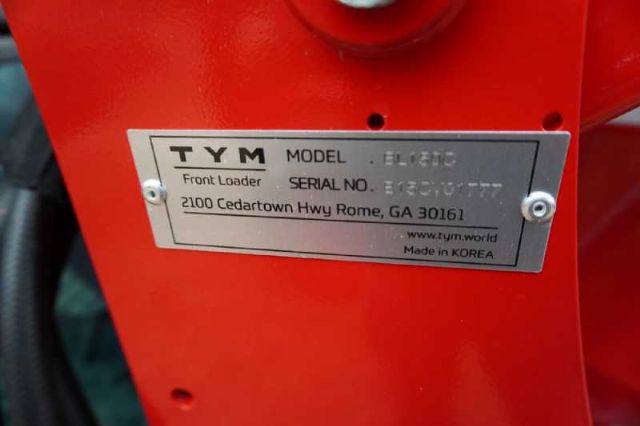 TYM MODEL
Front Loader SERIAL NO.
2100 Cedartown Hwy Rome, GA 30161
www.tym.world
Made in KOREA